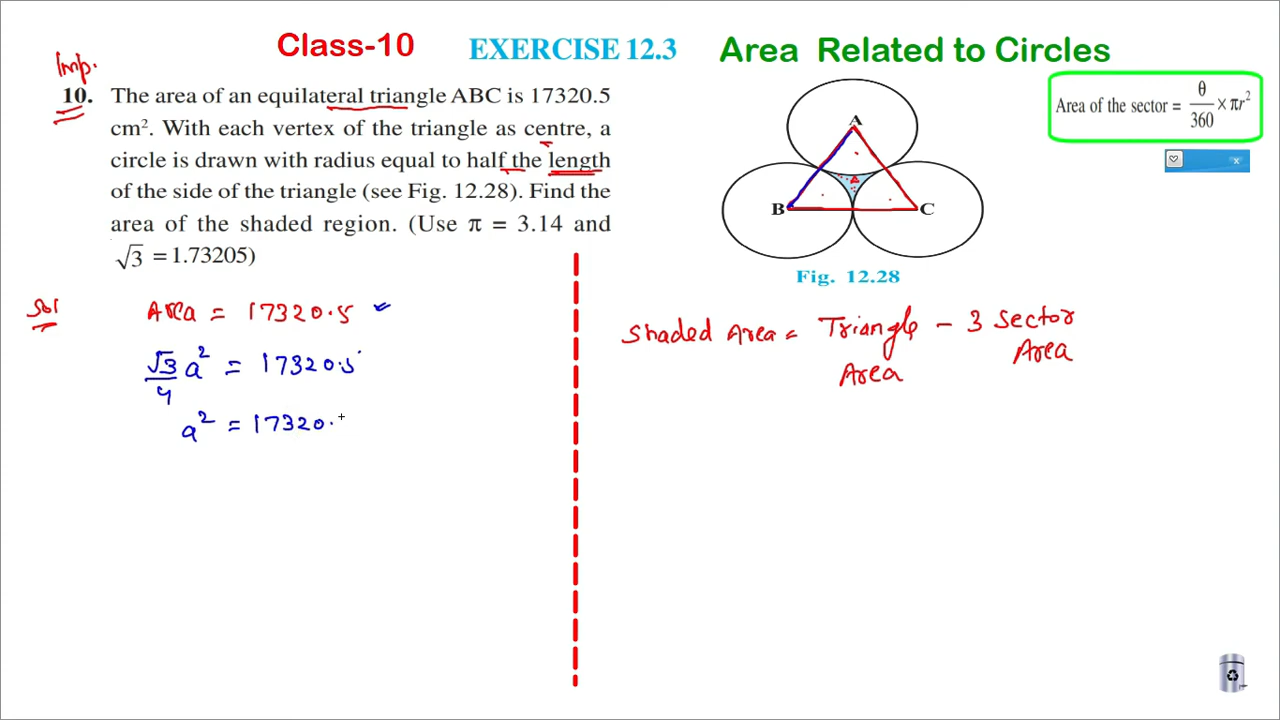 Class-10 EXERCISE 12.3 Area Related to Circles
Imp.
10. The area of an equilateral triangle ABC is 17320.5
cm². With each vertex of the triangle as centre, a
circle is drawn with radius equal to half the length
of the side of the triangle (see Fig. 12.28). Find the
area of the shaded region. (Use π = 3.14 and
√3 = 1.73205)
A
B
C
Fig. 12.28
Area of the sector = θ/360 × πr²
Sol
Area = 17320.5
√3/4 a² = 17320.5
a² = 17320.
Shaded Area = Triangle - 3 Sector
Area Area